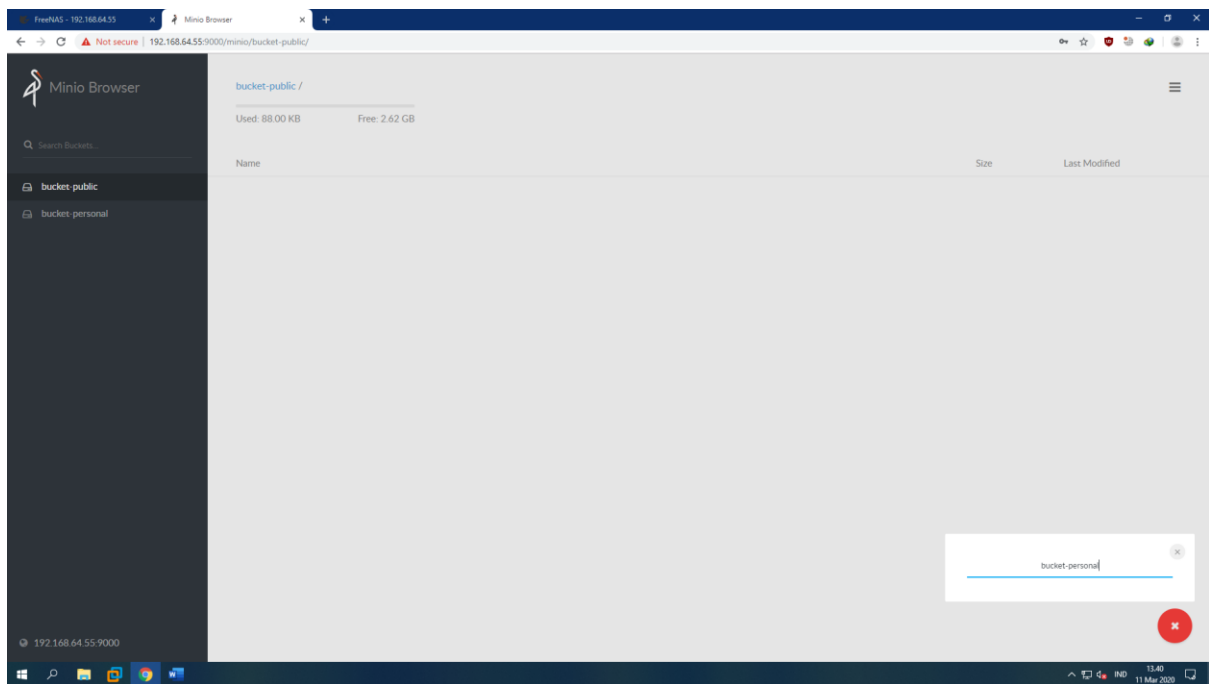 FreeNAS - 192.168.64.55
Minio Browser
Not secure | 192.168.64.55:9000/minio/bucket-public/
Minio Browser
Search Buckets...
bucket-public
bucket-personal
192.168.64.55:9000
bucket-public /
Used: 88.00 KB Free: 2.62 GB
Name Size Last Modified
bucket-personal
IND
13.40
11 Mar 2020